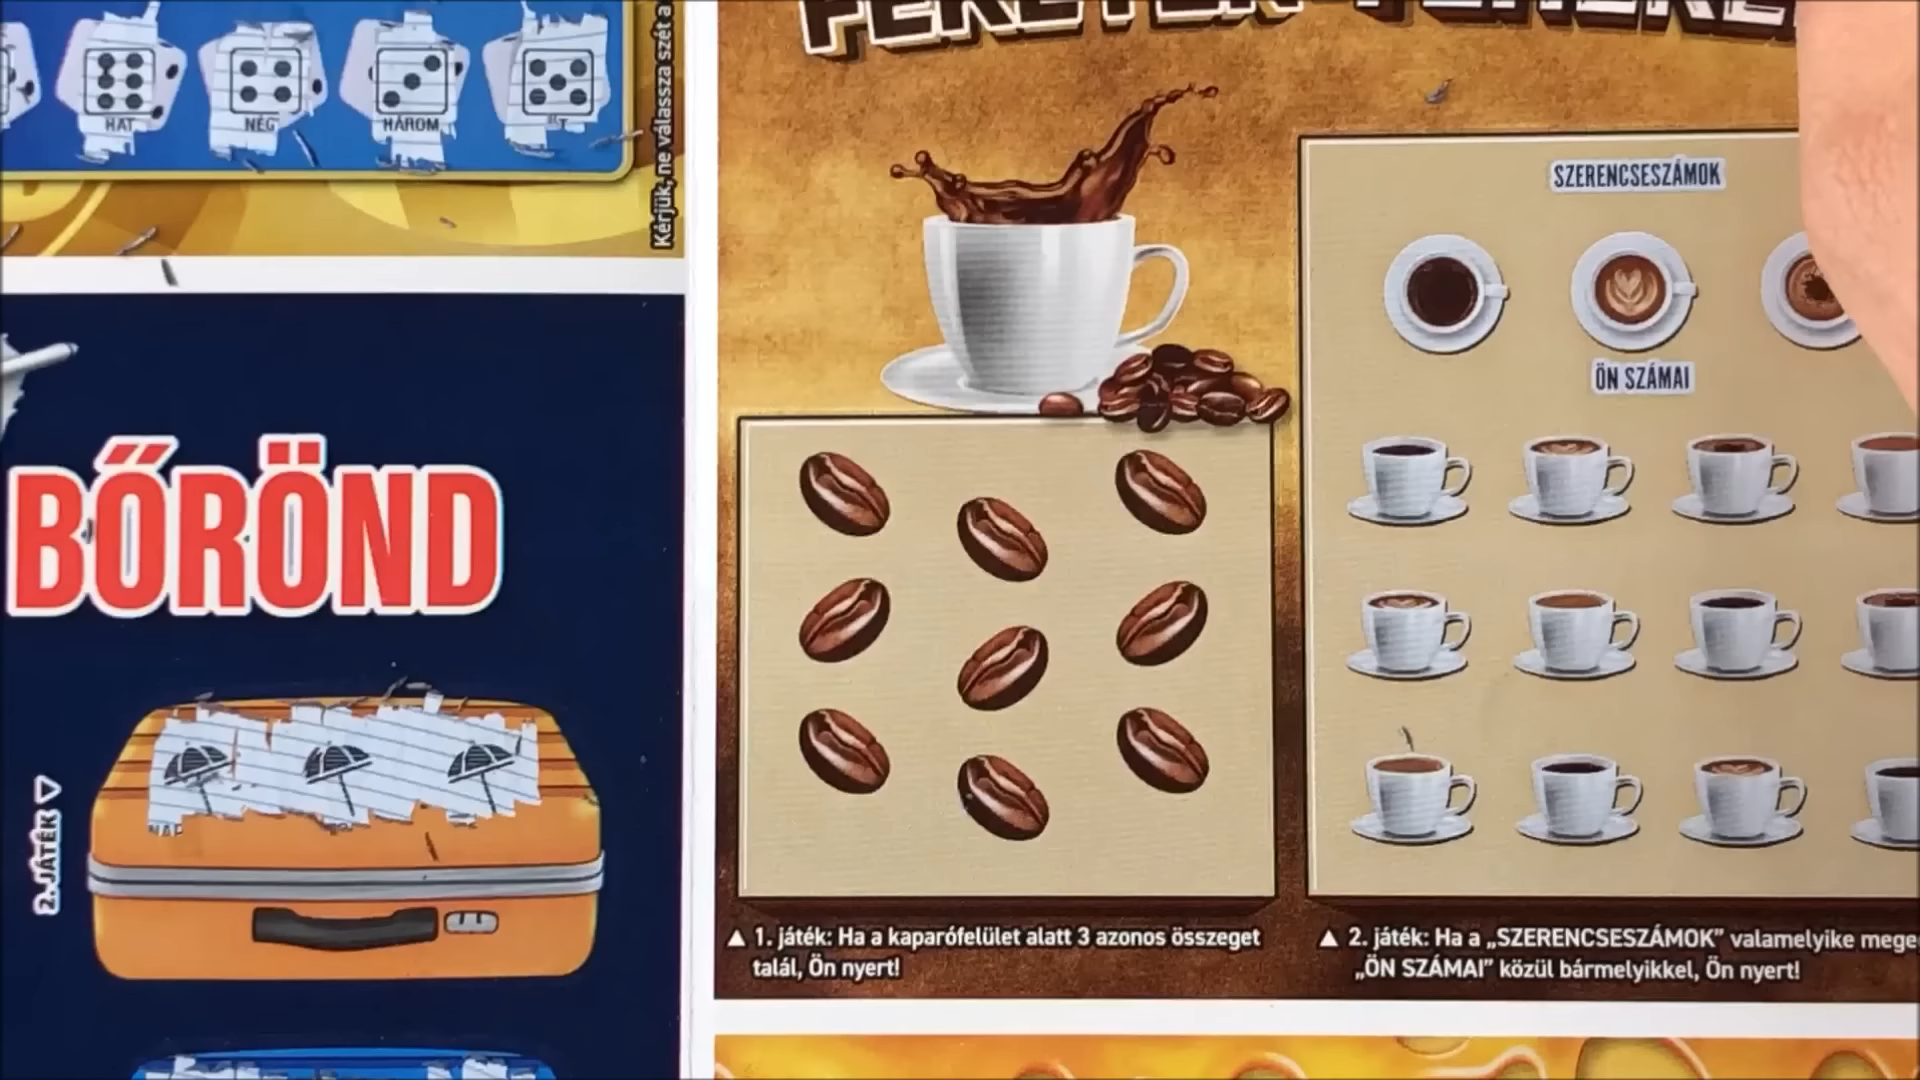 HAT
NÉGY
HÁROM
Kérjük, ne válassza szét a
BŐRÖND
2. JÁTÉK
SZERENCSESZÁMOK
ÖN SZÁMAI
1. játék: Ha a kaparófelület alatt 3 azonos összeget
talál, Ön nyert!
2. játék: Ha a „SZERENCSESZÁMOK” valamelyike
„ÖN SZÁMAI” közül bármelyikkel, Ön nyert!